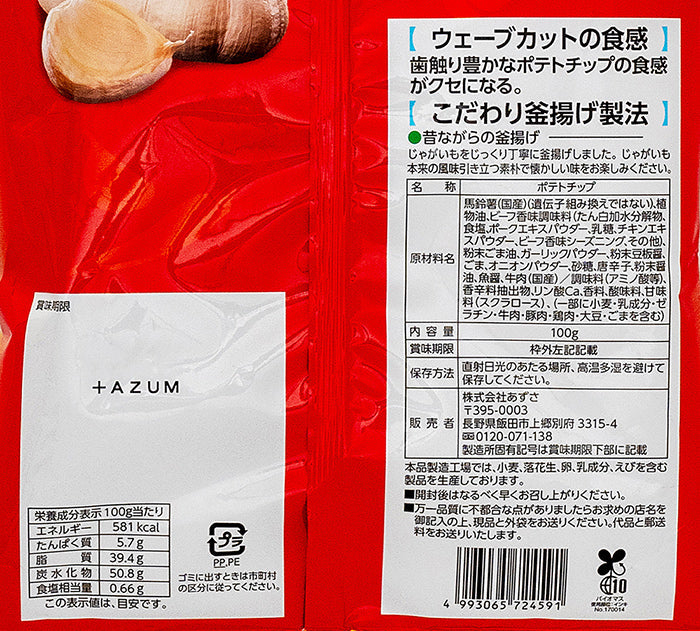 【 ウェーブカットの食感 】
歯触り豊かなポテトチップの食感
がクセになる。
【 こだわり釜揚げ製法 】
●昔ながらの釜揚げ
じゃがいもをじっくり丁寧に釜揚げしました。じゃがいも
本来の風味引き立つ素朴で懐かしい味をお楽しみください。
名称 ポテトチップ
原材料名
馬鈴薯(国産)(遺伝子組み換えではない)、植
物油、ビーフ香味調味料(たん白加水分解物、
食塩、ポークエキスパウダー、乳糖、チキンエキ
スパウダー、ビーフ香味シーズニング、その他)、
粉末ごま油、ガーリックパウダー、粉末豆板醤、
ごま、オニオンパウダー、砂糖、唐辛子、粉末醤
油、魚醤、牛肉(国産)/調味料(アミノ酸等)、
香辛料抽出物、リン酸Ca、香料、酸味料、甘味
料(スクラロース)、(一部に小麦・乳成分・ゼ
ラチン・牛肉・豚肉・鶏肉・大豆・ごまを含む)
内容量 100g
賞味期限 枠外左記記載
保存方法
直射日光のあたる場所、高温多湿を避けて
保存してください。
販売者
株式会社あずさ
〒395-0003
長野県飯田市上郷別府 3315-4
0120-071-138
製造所固有記号は賞味期限下部に記載
本品製造工場では、小麦、落花生、卵、乳成分、えびを含む
製品を生産しております。
■開封後はなるべく早くお召し上がりください。
■万一品質に不都合な点がありましたらお求めの店名を
御記入の上、現品と外袋をお送りください。代品と郵送
料をお送りいたします。
4 993065 724591
バイオマス
使用部位:インキ
No.170014
賞味期限
+AZUM
栄養成分表示 100g当たり
エネルギー 581 kcal
たんぱく質 5.7 g
脂質 39.4 g
炭水化物 50.8 g
食塩相当量 0.66 g
この表示値は、目安です。
プラ
PP,PE
ゴミに出すときは市町村
の区分に従ってください。